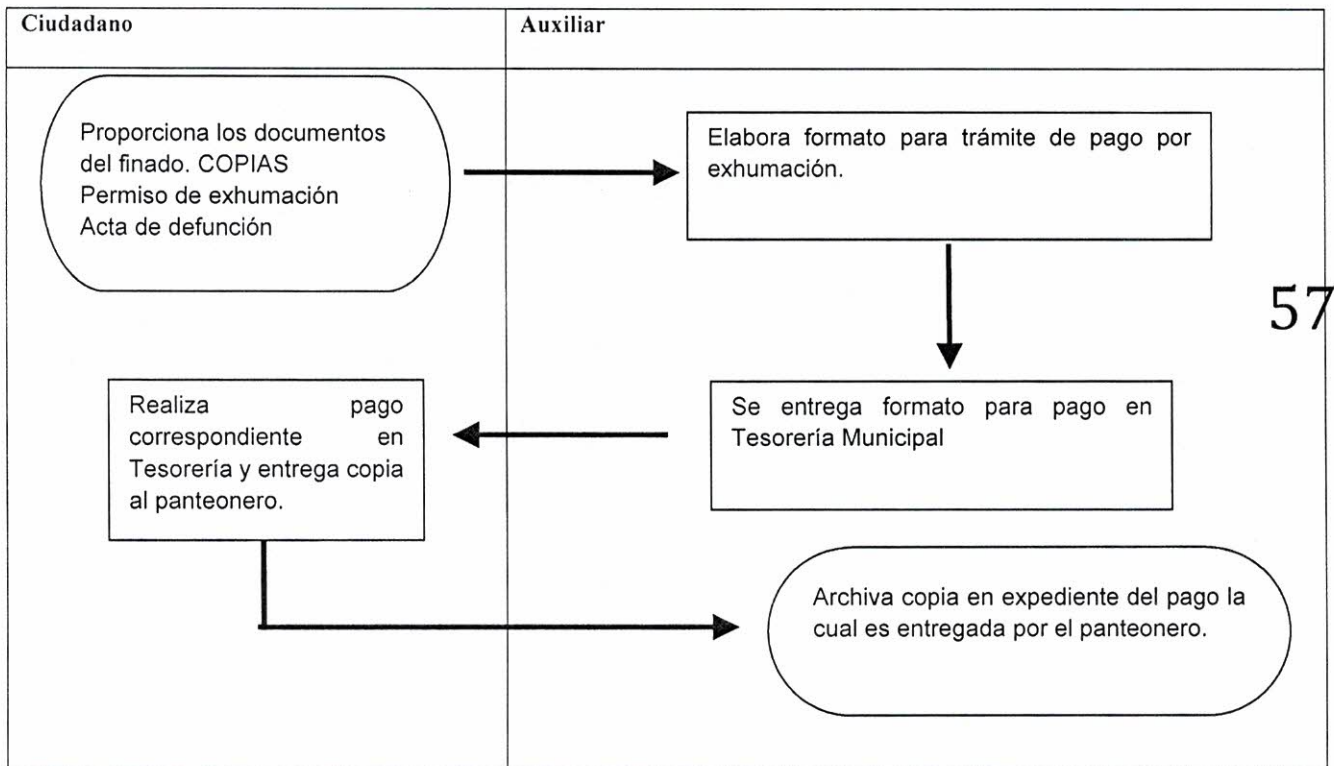 Ciudadano
Auxiliar
Proporciona los documentos
del finado. COPIAS
Permiso de exhumación
Acta de defunción
Elabora formato para trámite de pago por
exhumación.
57
Realiza pago
correspondiente en
Tesorería y entrega copia
al panteonero.
Se entrega formato para pago en
Tesorería Municipal
Archiva copia en expediente del pago la
cual es entregada por el panteonero.